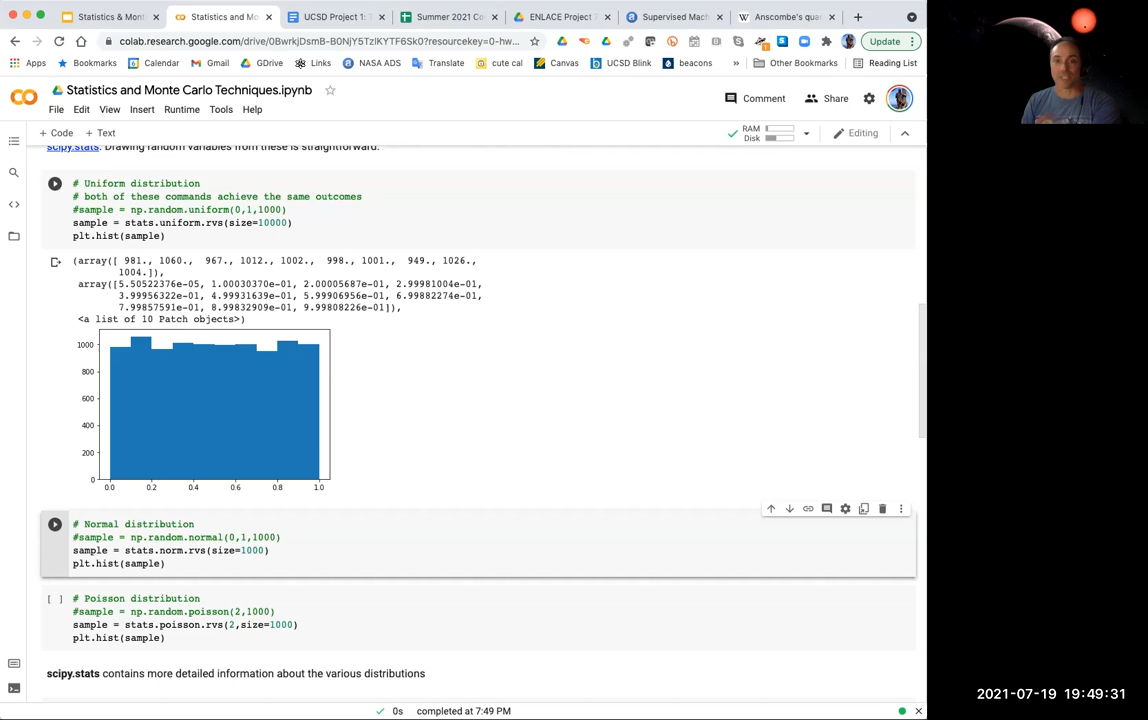 Statistics & Mont
Statistics and Mo
UCSD Project 1: T
Summer 2021 Co
ENLACE Project 7
Supervised Mach
Anscombe's qua
colab.research.google.com/drive/0BwrkjDsmB-B0NjY5TzlKYTF6Sk0?resourcekey=0-hw...
Update
Apps
Bookmarks
Calendar
Gmail
GDrive
Links
NASA ADS
Translate
cute cal
Canvas
UCSD Blink
beacons
»
Other Bookmarks
Reading List
Statistics and Monte Carlo Techniques.ipynb
Comment
Share
File Edit View Insert Runtime Tools Help
+ Code + Text
RAM
Disk
Editing
scipy.stats. Drawing random variables from these is straightforward.
# Uniform distribution
# both of these commands achieve the same outcomes
#sample = np.random.uniform(0,1,1000)
sample = stats.uniform.rvs(size=10000)
plt.hist(sample)
(array([ 981., 1060., 967., 1012., 1002., 998., 1001., 949., 1026.,
1004.]),
array([5.50522376e-05, 1.00030370e-01, 2.00005687e-01, 2.99981004e-01,
3.99956322e-01, 4.99931639e-01, 5.99906956e-01, 6.99882274e-01,
7.99857591e-01, 8.99832909e-01, 9.99808226e-01]),
<a list of 10 Patch objects>)
1000
800
600
400
200
0
0.0 0.2 0.4 0.6 0.8 1.0
# Normal distribution
#sample = np.random.normal(0,1,1000)
sample = stats.norm.rvs(size=1000)
plt.hist(sample)
[ ]
# Poisson distribution
#sample = np.random.poisson(2,1000)
sample = stats.poisson.rvs(2,size=1000)
plt.hist(sample)
scipy.stats contains more detailed information about the various distributions
0s completed at 7:49 PM
2021-07-19 19:49:31